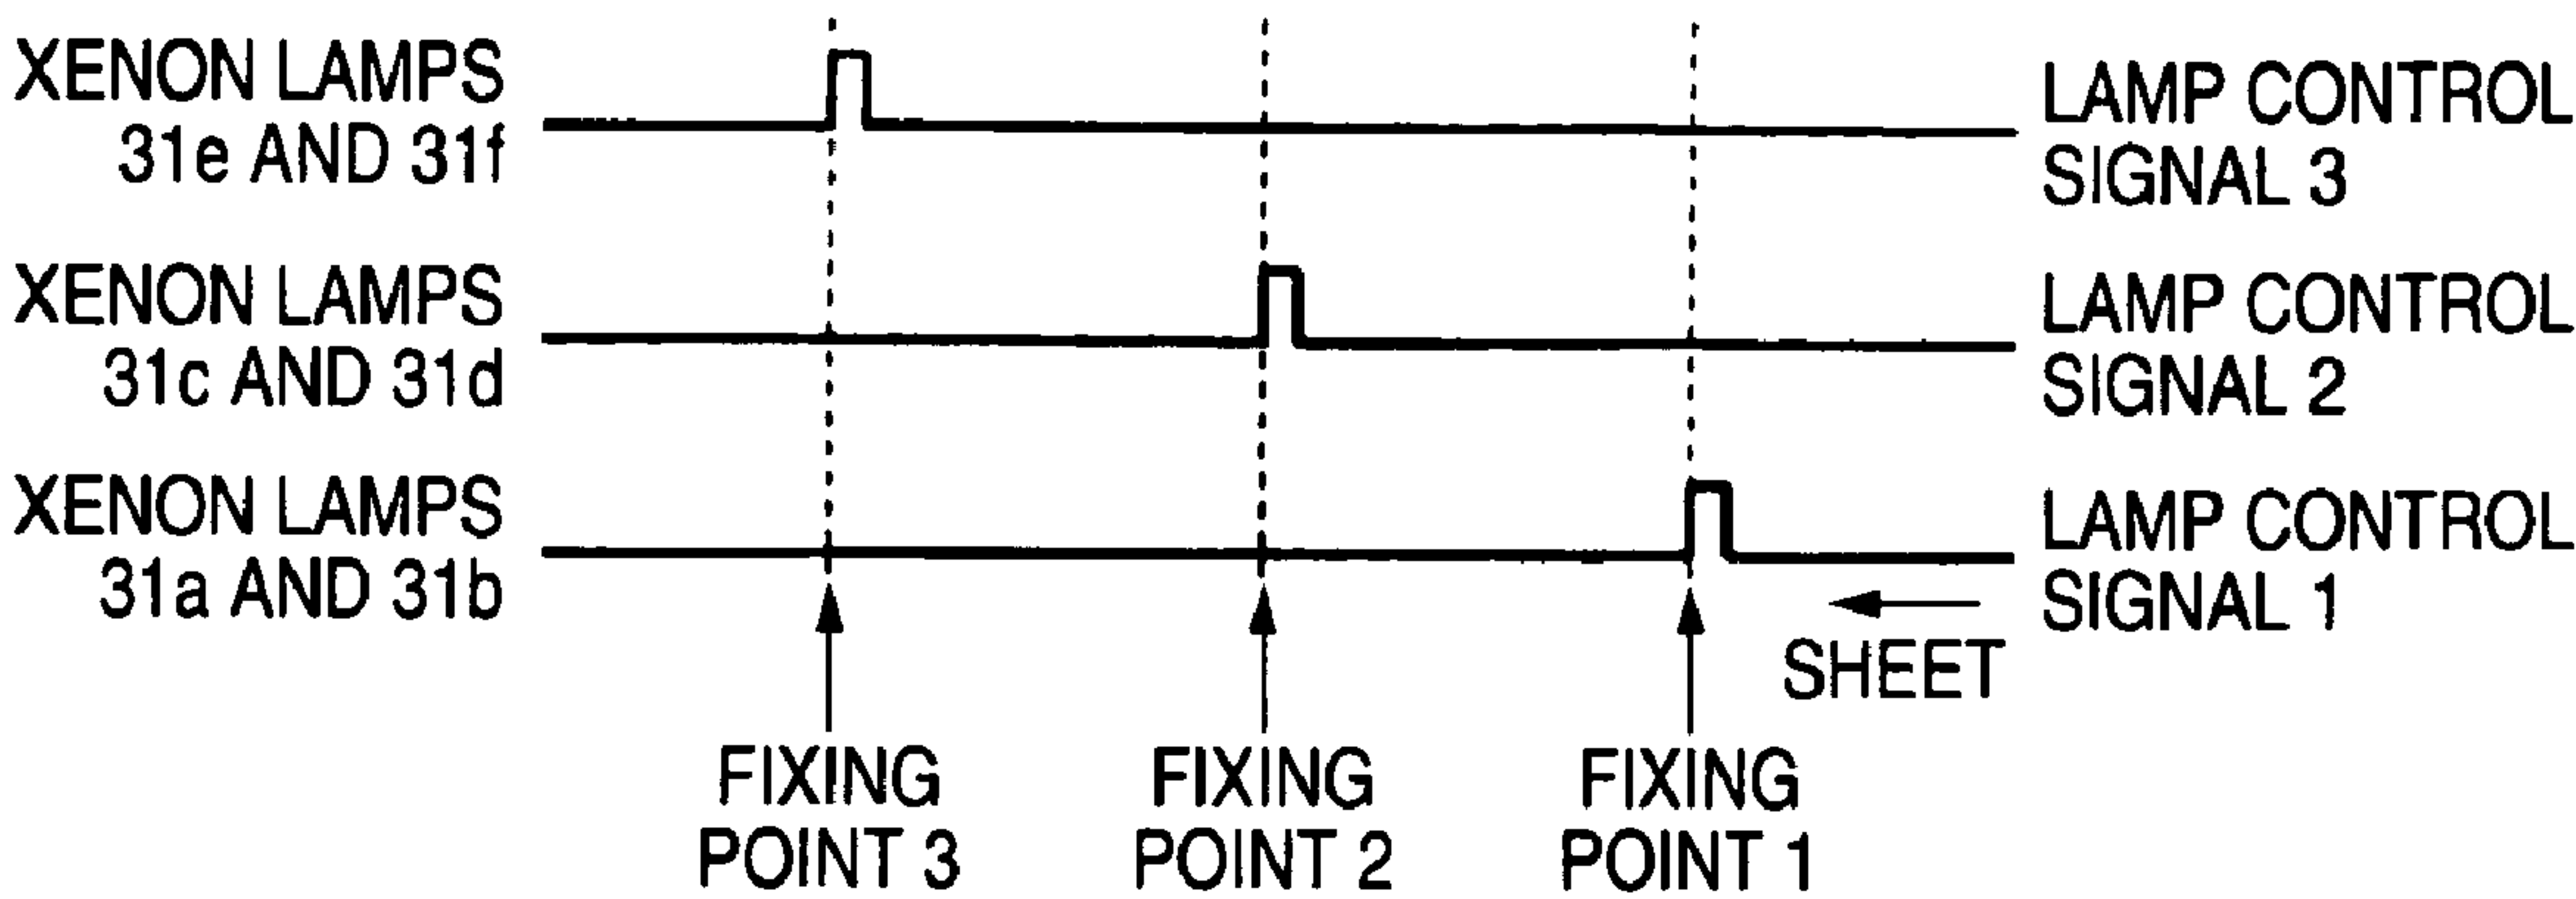 XENON LAMPS
31e AND 31f
LAMP CONTROL
SIGNAL 3
XENON LAMPS
31c AND 31d
LAMP CONTROL
SIGNAL 2
XENON LAMPS
31a AND 31b
LAMP CONTROL
SIGNAL 1
SHEET
FIXING
POINT 3
FIXING
POINT 2
FIXING
POINT 1